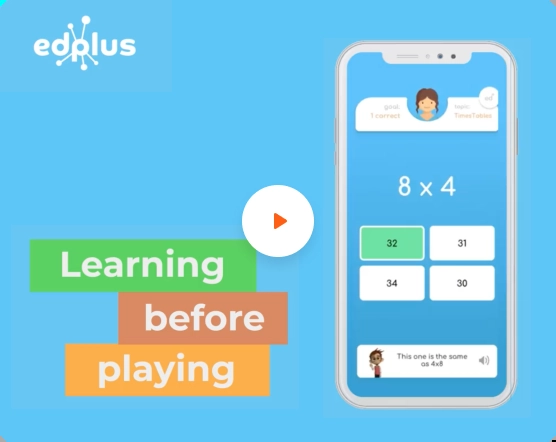 edplus
goal:
1 correct
topic:
TimesTables
8 x 4
32
31
34
30
This one is the same
as 4x8
Learning
before
playing